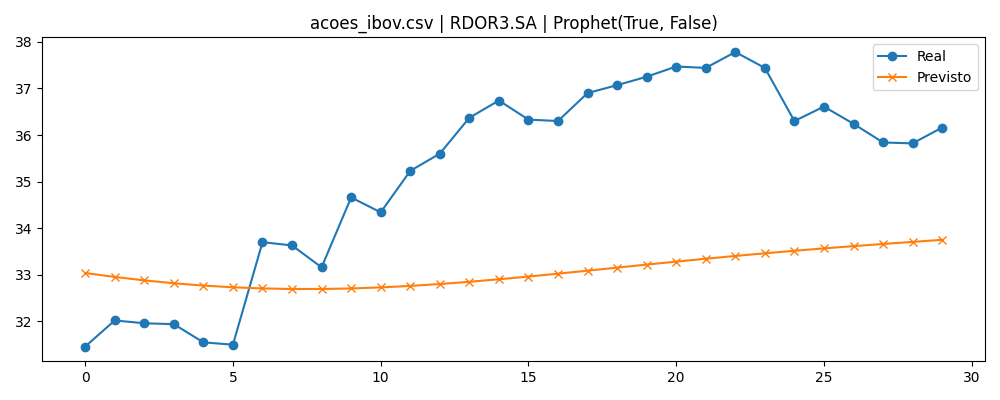 acoes_ibov.csv | RDOR3.SA | Prophet(True, False)
Real
Previsto
38
37
36
35
34
33
32
0 5 10 15 20 25 30